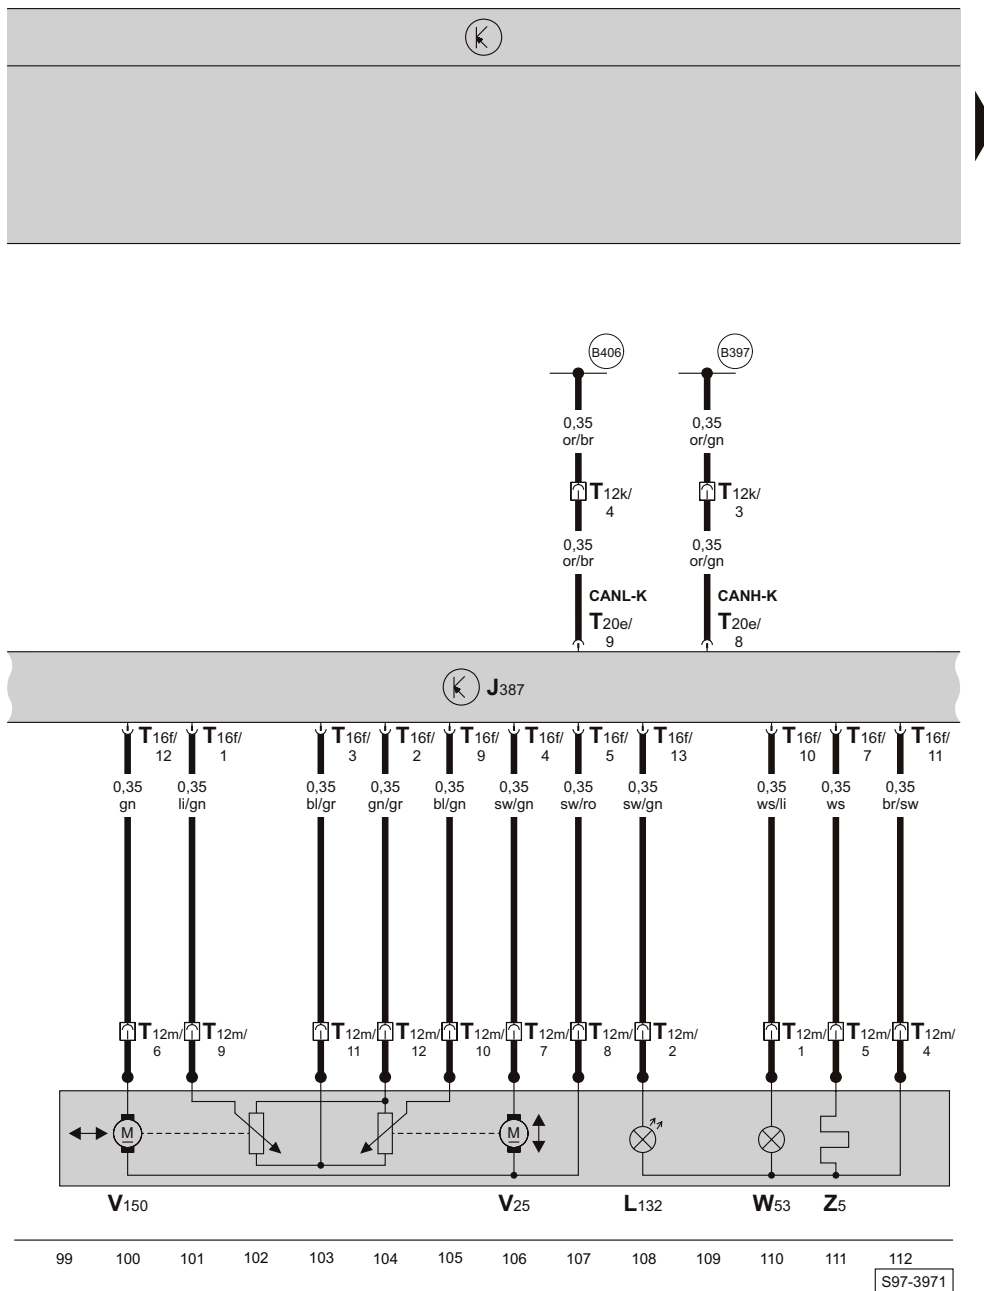 B406 B397
0,35 0,35
or/br or/gn
T12k/ T12k/
4 3
0,35 0,35
or/br or/gn
CANL-K CANH-K
T20e/ T20e/
9 8
J387
T16f/ T16f/ T16f/ T16f/ T16f/ T16f/ T16f/ T16f/ T16f/ T16f/ T16f/
12 1 3 2 9 4 5 13 10 7 11
0,35 0,35 0,35 0,35 0,35 0,35 0,35 0,35 0,35 0,35 0,35
gn li/gn bl/gr gn/gr bl/gn sw/gn sw/ro sw/gn ws/li ws br/sw
T12m/ T12m/ T12m/ T12m/ T12m/ T12m/ T12m/ T12m/ T12m/ T12m/ T12m/
6 9 11 12 10 7 8 2 1 5 4
M M
V150 V25 L132 W53 Z5
99 100 101 102 103 104 105 106 107 108 109 110 111 112
S97-3971